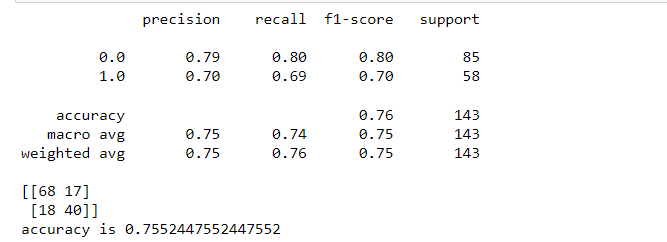 precision recall f1-score support
0.0 0.79 0.80 0.80 85
1.0 0.70 0.69 0.70 58
accuracy 0.76 143
macro avg 0.75 0.74 0.75 143
weighted avg 0.75 0.76 0.75 143
[[68 17]
[18 40]]
accuracy is 0.7552447552447552